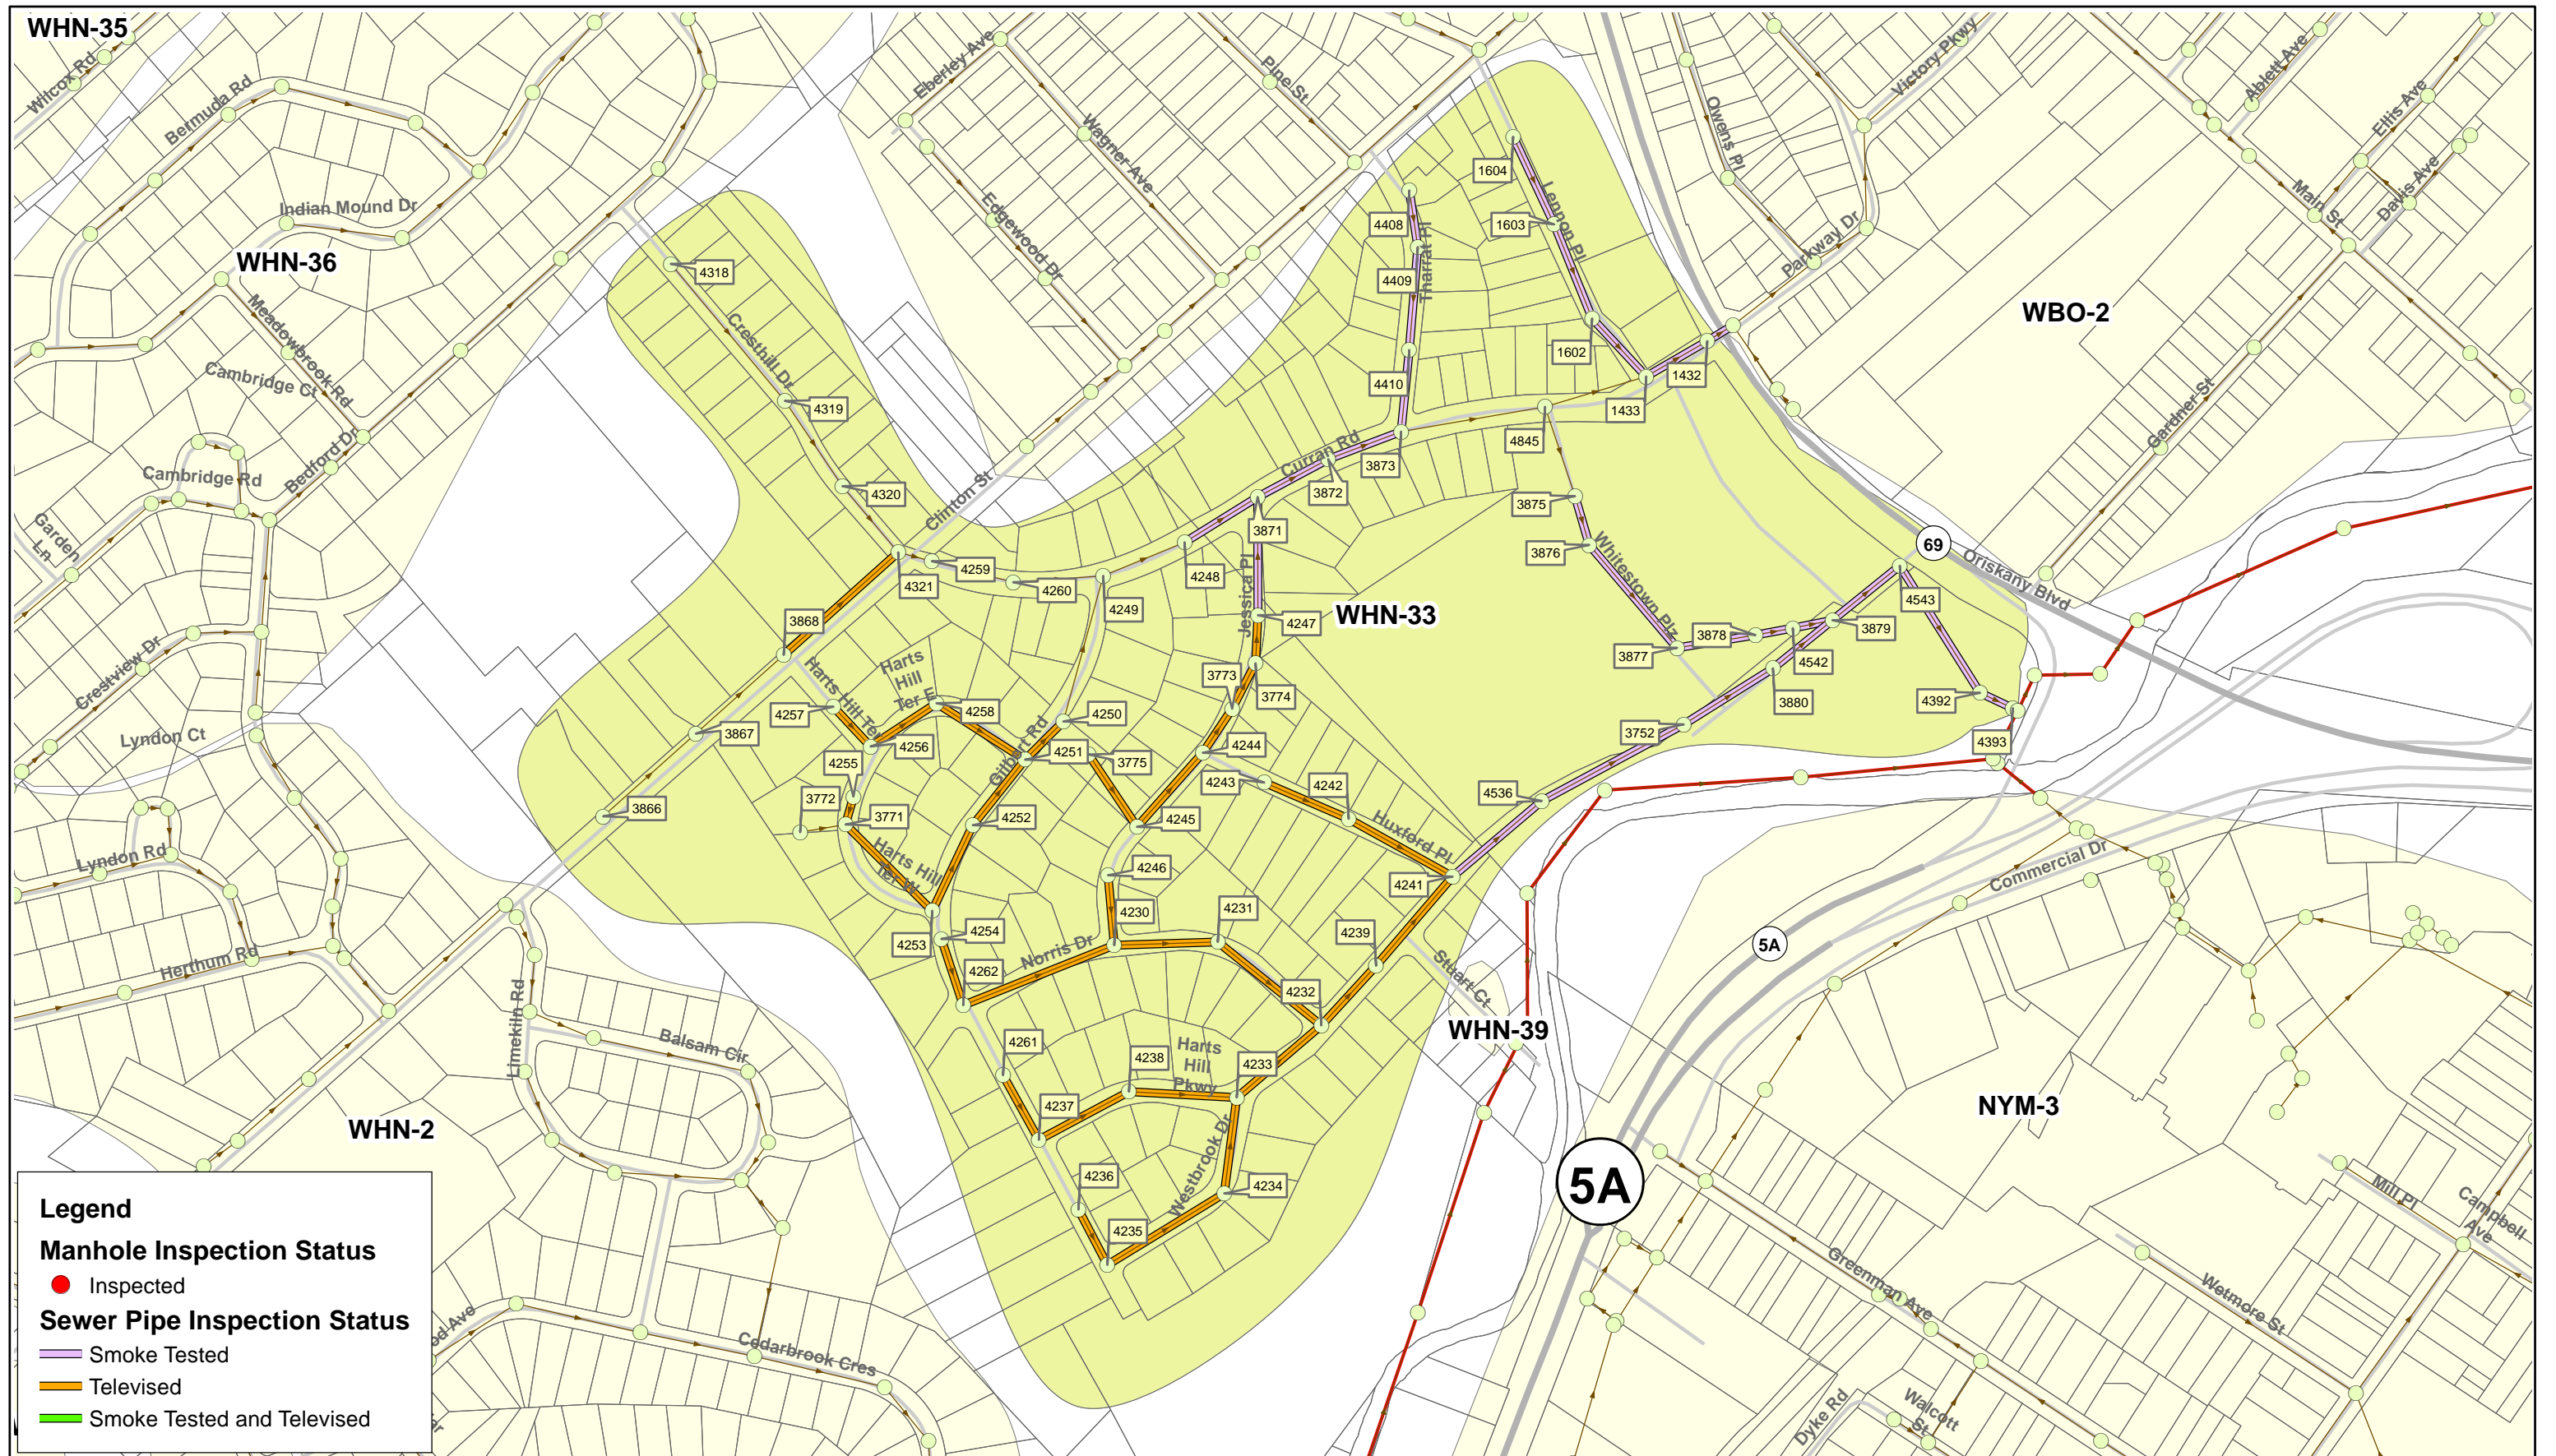 WHN-35
Wilcox Rd
Bermuda Rd
Indian Mound Dr
WHN-36
Meadowbrook Rd
Cambridge Ct
Cambridge Rd
Bedford Dr
Garden
Ln
Crestview Dr
Lyndon Ct
Lyndon Rd
Herthum Rd
Limekiln Rd
Balsam Cir
WHN-2
Cedarbrook Cres
Eberley Ave
Wagner Ave
Edgewood Dr
Pine St
Owens Pl
Victory Pkwy
Parkway Dr
Ablett Ave
Ellis Ave
Davis Ave
Main St
WBO-2
Gardner St
69
Oriskany Blvd
Cresthill Dr
Clinton St
Curran Rd
Tharrat Pl
Lennon Pl
Jessica Pl
WHN-33
Whitestown Plz
Harts Hill Ter
Harts
Hill
Ter E
Gilbert Rd
Harts Hill
Ter W
Norris Dr
Huxford Pl
Stuart Ct
WHN-39
Harts
Hill
Pkwy
Westbrook Dr
5A
5A
Commercial Dr
NYM-3
Greenman Ave
Mill Pl
Campbell
Ave
Wetmore St
Walcott
St
Dyke Rd
4318
4319
4320
4321
4259
4260
4249
4248
3868
3867
3866
1604
1603
4408
4409
4410
1602
1432
1433
4845
3873
3872
3871
3875
3876
3877
3878
4542
3879
4543
3880
4392
4393
3752
4536
4247
3774
3773
4244
4243
4242
4241
4257
4256
4258
4250
4251
3775
4255
3772
3771
4252
4245
4246
4230
4231
4232
4239
4253
4254
4262
4261
4238
4237
4233
4236
4235
4234
Legend
Manhole Inspection Status
Inspected
Sewer Pipe Inspection Status
Smoke Tested
Televised
Smoke Tested and Televised